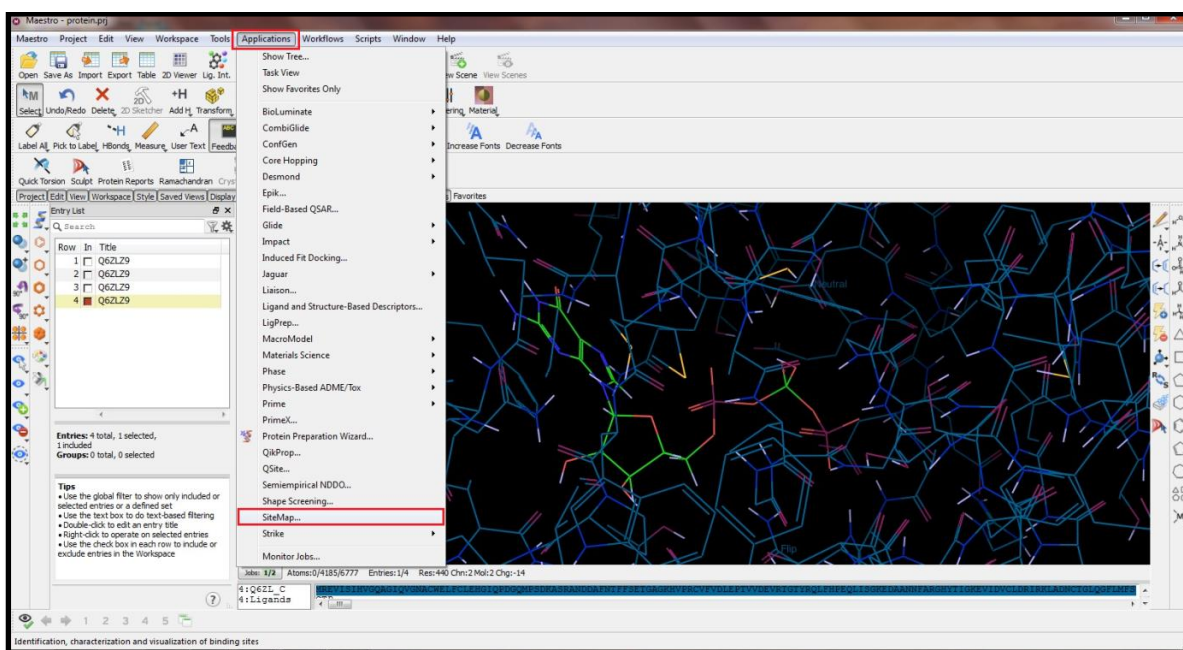 Maestro - protein.prj
Maestro Project Edit View Workspace Tools Applications Workflows Scripts Window Help
Open Save As Import Export Table 2D Viewer Lig. Int.
View Scenes
Select Undo/Redo Delete 2D Sketcher Add H Transform
Material
Label All Pick to Label HBonds Measure User Text
Increase Fonts Decrease Fonts
Quick Torsion Sculpt Protein Reports Ramachandran
Project Edit View Workspace Style Saved Views Display
Favorites
Show Tree...
Task View
Show Favorites Only
BioLuminate
CombiGlide
ConfGen
Core Hopping
Desmond
Epik...
Field-Based QSAR...
Glide
Impact
Induced Fit Docking...
Jaguar
Liaison...
Ligand and Structure-Based Descriptors...
LigPrep...
MacroModel
Materials Science
Phase
Physics-Based ADME/Tox
Prime
PrimeX...
Protein Preparation Wizard...
QikProp...
QSite...
Semiempirical NDDO...
Shape Screening...
SiteMap...
Strike
Monitor Jobs...
Entry List
Search
Row In Title
1 Q6ZLZ9
2 Q6ZLZ9
3 Q6ZLZ9
4 Q6ZLZ9
Entries: 4 total, 1 selected,
1 included
Groups: 0 total, 0 selected
Tips
• Use the global filter to show only included or
selected entries or a defined set
• Use the text box to do text-based filtering
• Double-click to edit an entry title
• Right-click to operate on selected entries
• Use the check box in each row to include or
exclude entries in the Workspace
Neutral
Flip
Jobs: 1/2 Atoms:0/4185/6777 Entries:1/4 Res:440 Chn:2 Mol:2 Chg:-14
4:Q6ZL_C
4:Ligands
1 2 3 4 5
Identification, characterization and visualization of binding sites